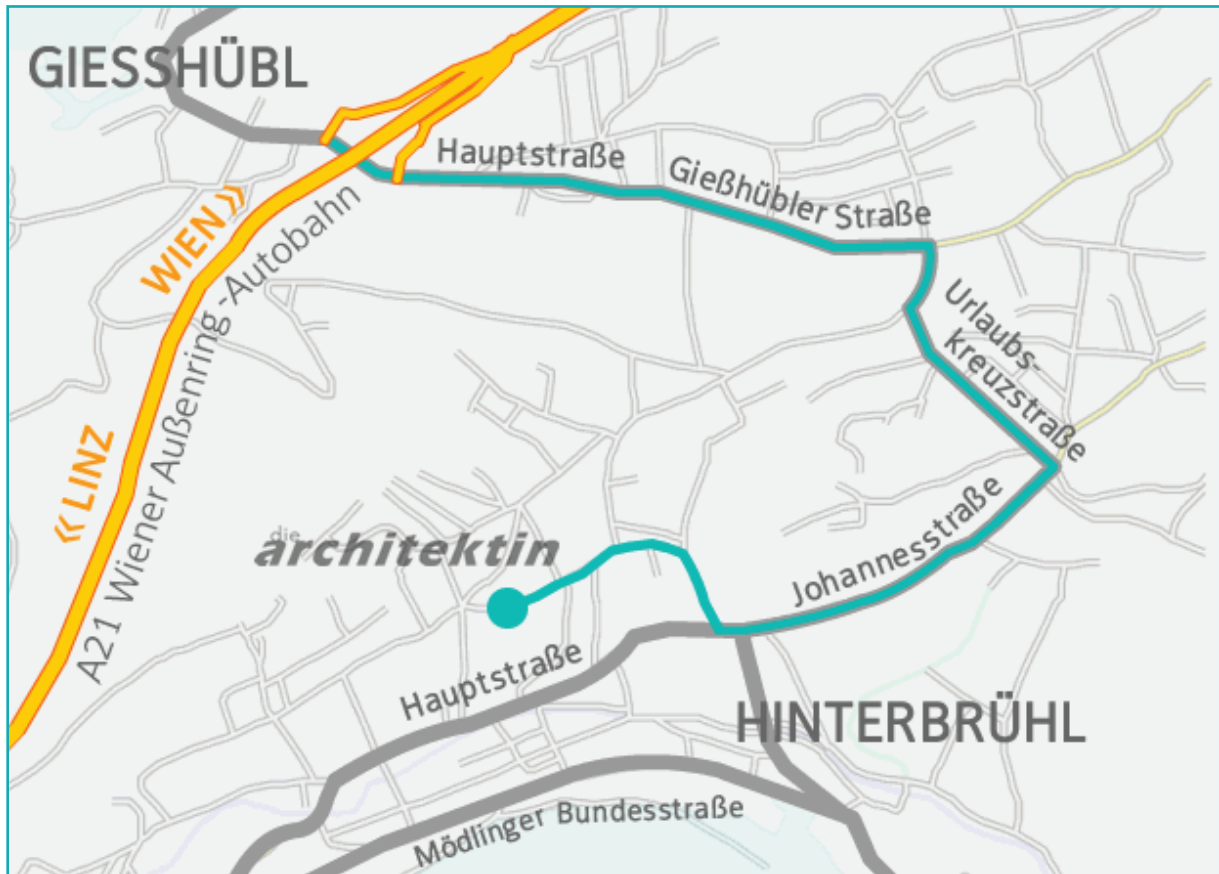 GIESSHÜBL
Hauptstraße
Gießhübler Straße
WIEN »
« LINZ
A21 Wiener Außenring-Autobahn
Urlaubs-
kreuzstraße
Johannesstraße
die
architektin
Hauptstraße
HINTERBRÜHL
Mödlinger Bundesstraße